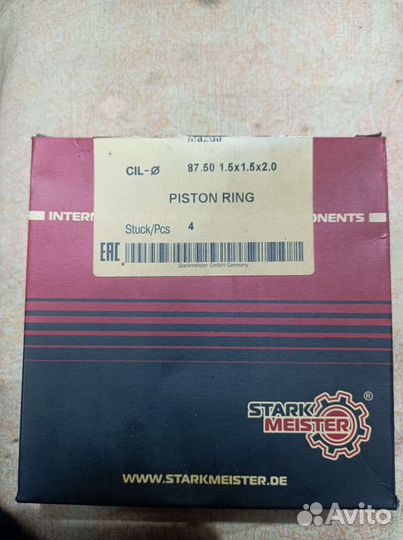 Mazda
CIL-Ø 87.50 1.5x1.5x2.0
PISTON RING
INTERN ONENTS
Stuck/Pcs 4
EAC
Starkmeister GmbH Germany
STARK
MEISTER ®
WWW.STARKMEISTER.DE
Avito